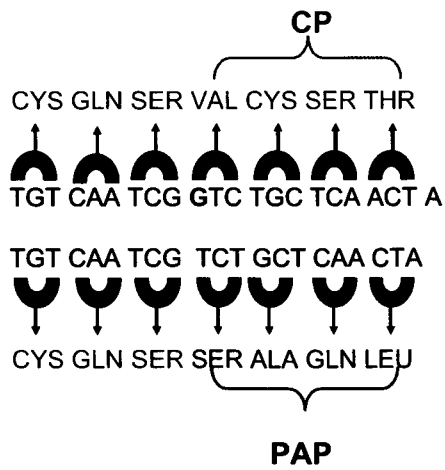 CP
CYS GLN SER VAL CYS SER THR
TGT CAA TCG GTC TGC TCA ACT A
TGT CAA TCG TCT GCT CAA CTA
CYS GLN SER SER ALA GLN LEU
PAP